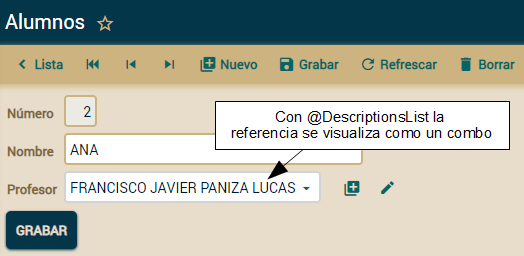 Alumnos
Lista Nuevo Grabar Refrescar Borrar
Número 2
Con @DescriptionsList la
referencia se visualiza como un combo
Nombre ANA
Profesor FRANCISCO JAVIER PANIZA LUCAS
GRABAR